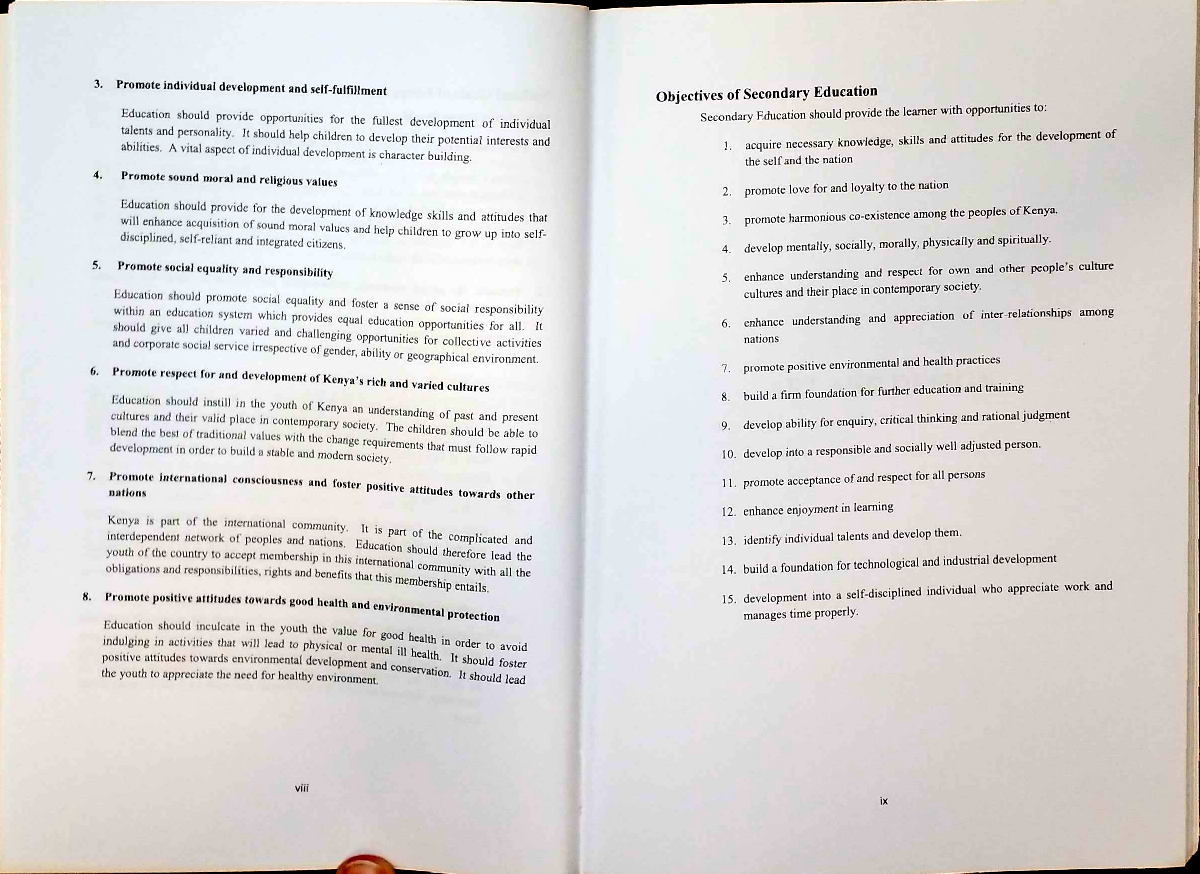 3. Promote individual development and self-fulfillment
Education should provide opportunities for the fullest development of individual
talents and personality. It should help children to develop their potential interests and
abilities. A vital aspect of individual development is character building.
4. Promote sound moral and religious values
Education should provide for the development of knowledge skills and attitudes that
will enhance acquisition of sound moral values and help children to grow up into self-
disciplined, self-reliant and integrated citizens.
5. Promote social equality and responsibility
Education should promote social equality and foster a sense of social responsibility
within an education system which provides equal education opportunities for all. It
should give all children varied and challenging opportunities for collective activities
and corporate social service irrespective of gender, ability or geographical environment.
6. Promote respect for and development of Kenya's rich and varied cultures
Education should instill in the youth of Kenya an understanding of past and present
cultures and their valid place in contemporary society. The children should be able to
blend the best of traditional values with the change requirements that must follow rapid
development in order to build a stable and modern society.
7. Promote international consciousness and foster positive attitudes towards other
nations
Kenya is part of the international community. It is part of the complicated and
interdependent network of peoples and nations. Education should therefore lead the
youth of the country to accept membership in this international community with all the
obligations and responsibilities, rights and benefits that this membership entails.
8. Promote positive attitudes towards good health and environmental protection
Education should inculcate in the youth the value for good health in order to avoid
indulging in activities that will lead to physical or mental ill health. It should foster
positive attitudes towards environmental development and conservation. It should lead
the youth to appreciate the need for healthy environment.
viii
Objectives of Secondary Education
Secondary Education should provide the learner with opportunities to:
1. acquire necessary knowledge, skills and attitudes for the development of
the self and the nation
2. promote love for and loyalty to the nation
3. promote harmonious co-existence among the peoples of Kenya.
4. develop mentally, socially, morally, physically and spiritually.
5. enhance understanding and respect for own and other people's culture
cultures and their place in contemporary society.
6. enhance understanding and appreciation of inter-relationships among
nations
7. promote positive environmental and health practices
8. build a firm foundation for further education and training
9. develop ability for enquiry, critical thinking and rational judgment
10. develop into a responsible and socially well adjusted person.
11. promote acceptance of and respect for all persons
12. enhance enjoyment in learning
13. identify individual talents and develop them.
14. build a foundation for technological and industrial development
15. development into a self-disciplined individual who appreciate work and
manages time properly.
ix